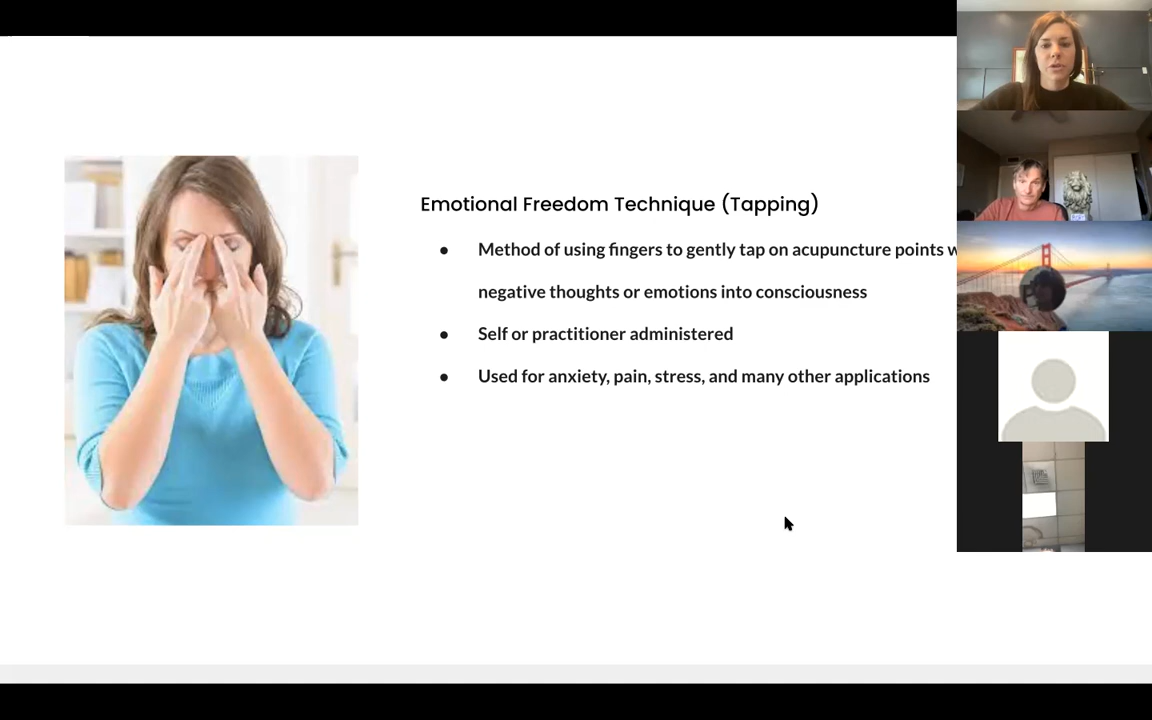 Emotional Freedom Technique (Tapping)
● Method of using fingers to gently tap on acupuncture points w
negative thoughts or emotions into consciousness
● Self or practitioner administered
● Used for anxiety, pain, stress, and many other applications